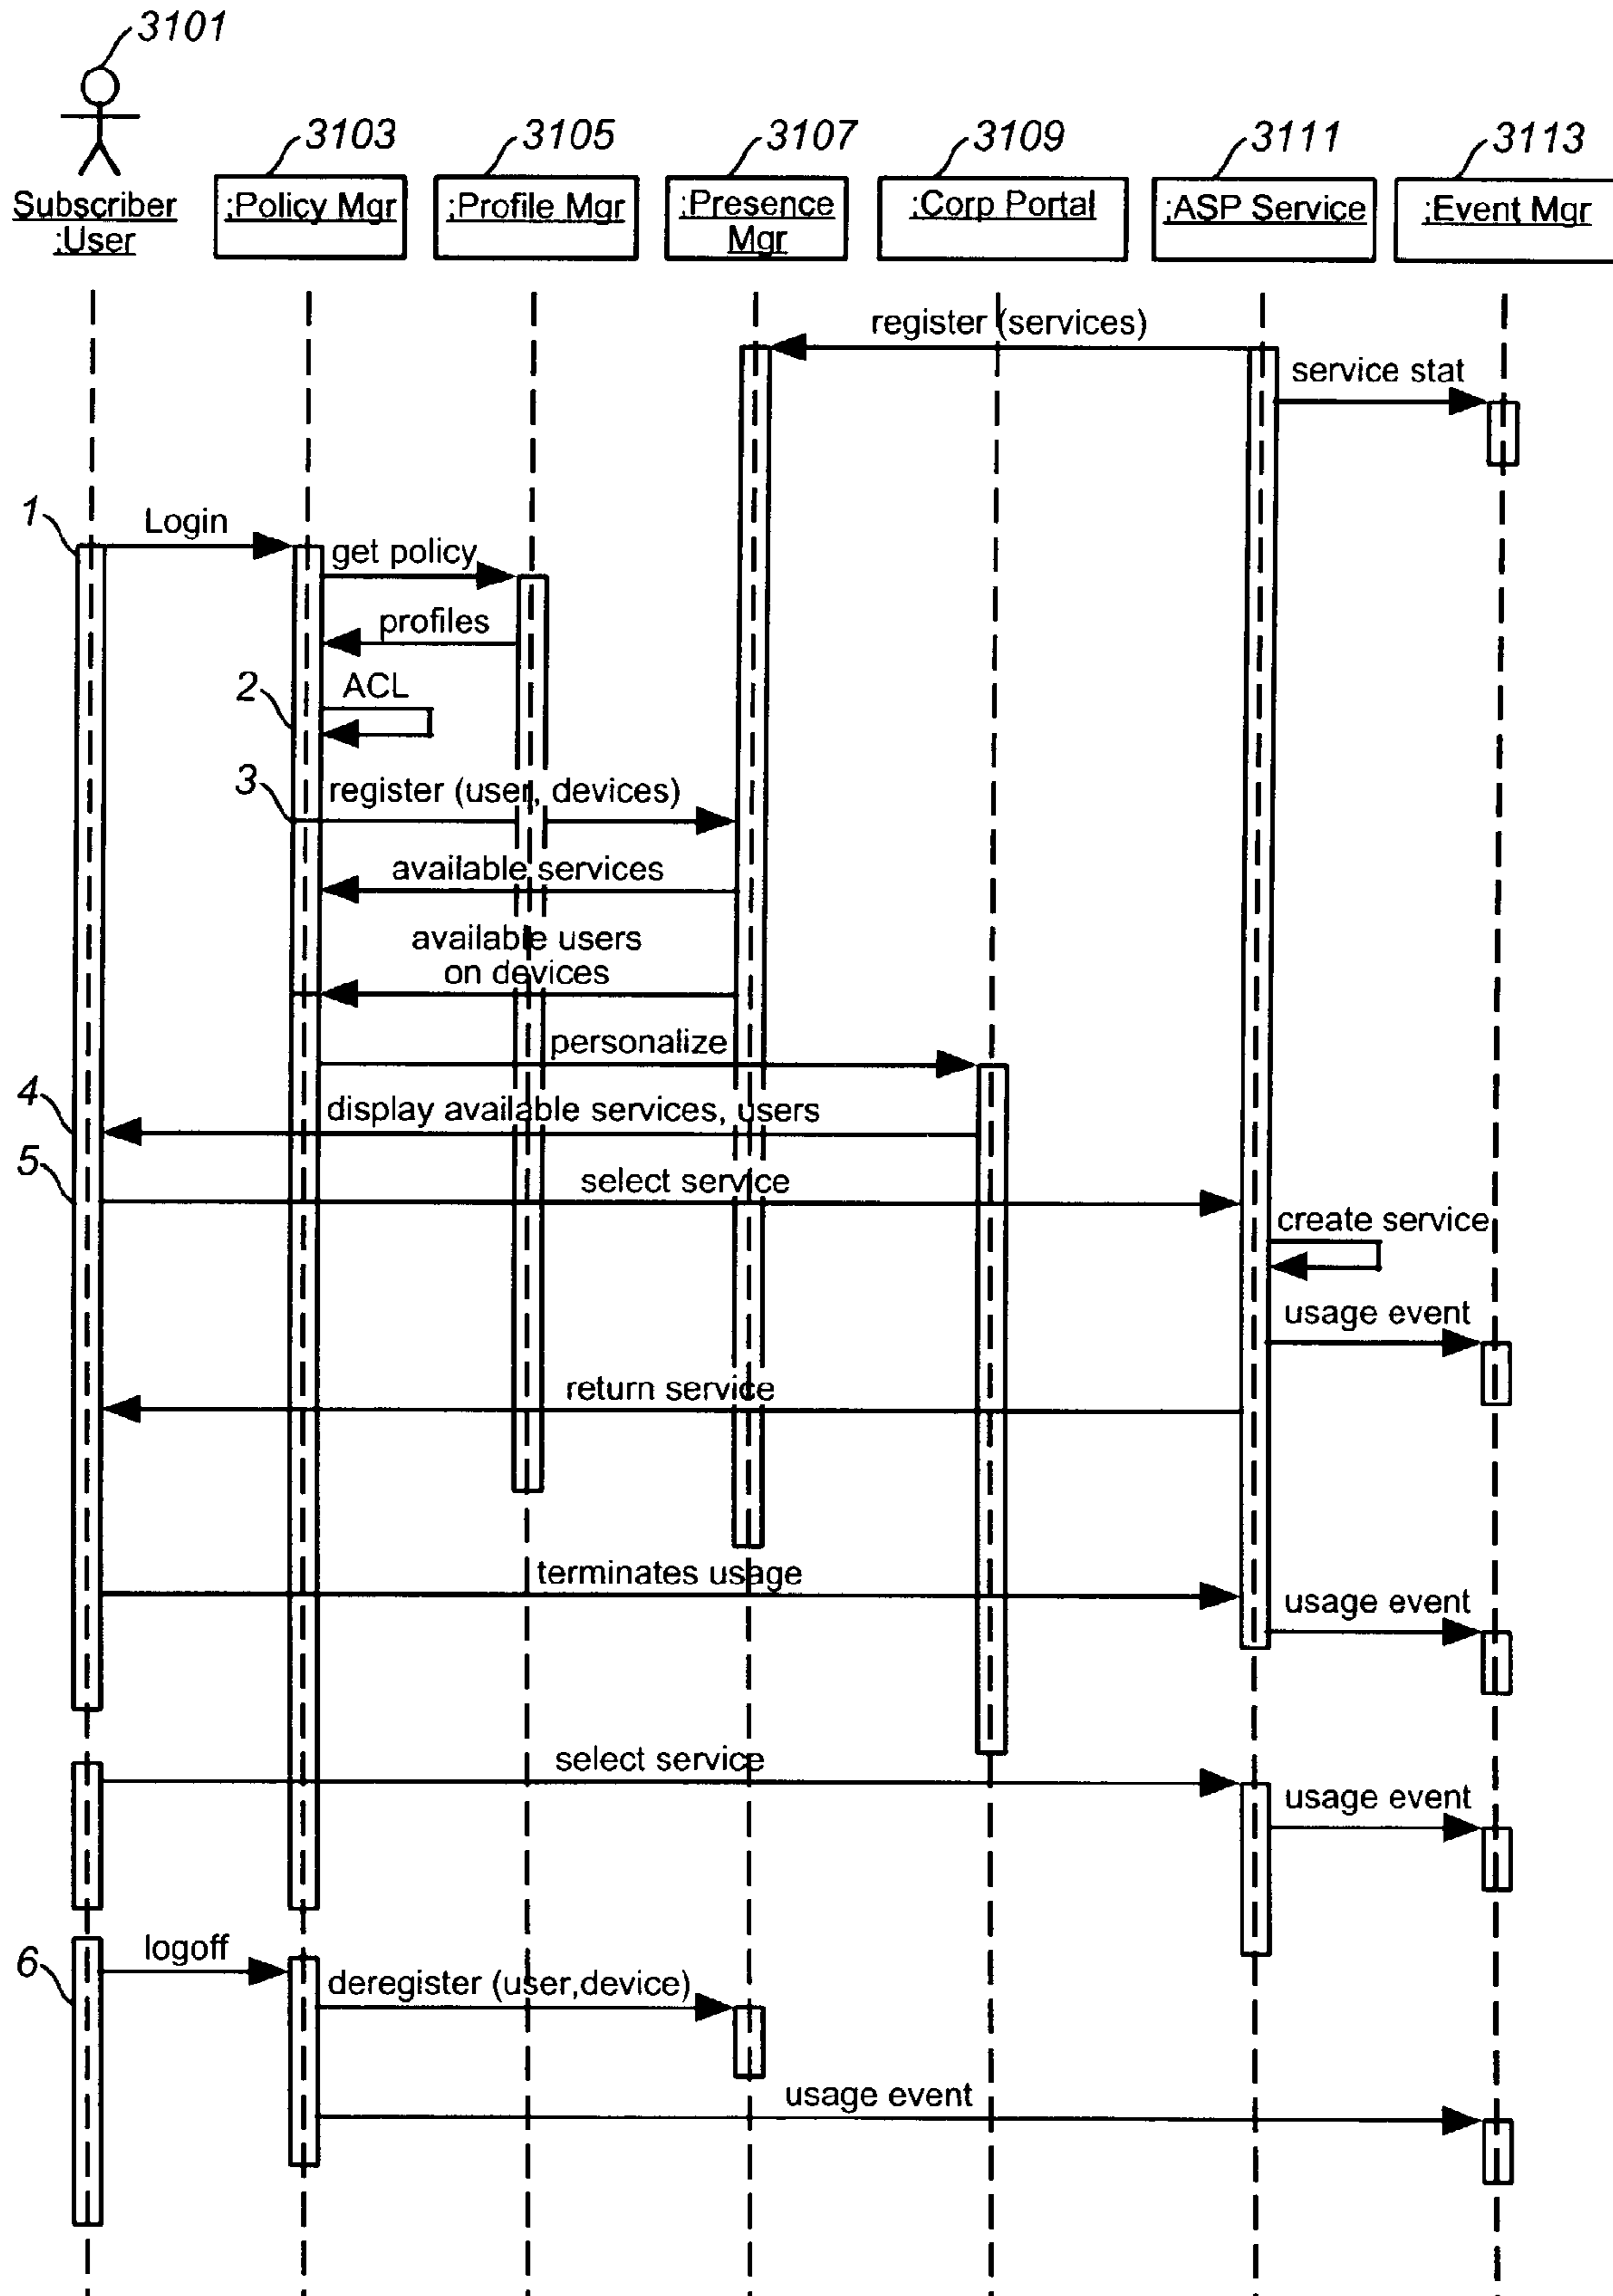 3101
3103
3105
3107
3109
3111
3113
Subscriber
:User
:Policy Mgr
:Profile Mgr
:Presence
Mgr
:Corp Portal
:ASP Service
:Event Mgr
register (services)
service stat
1
Login
get policy
profiles
2
ACL
3
register (user, devices)
available services
available users
on devices
personalize
4
display available services, users
5
select service
create service
usage event
return service
terminates usage
usage event
select service
usage event
6
logoff
deregister (user,device)
usage event